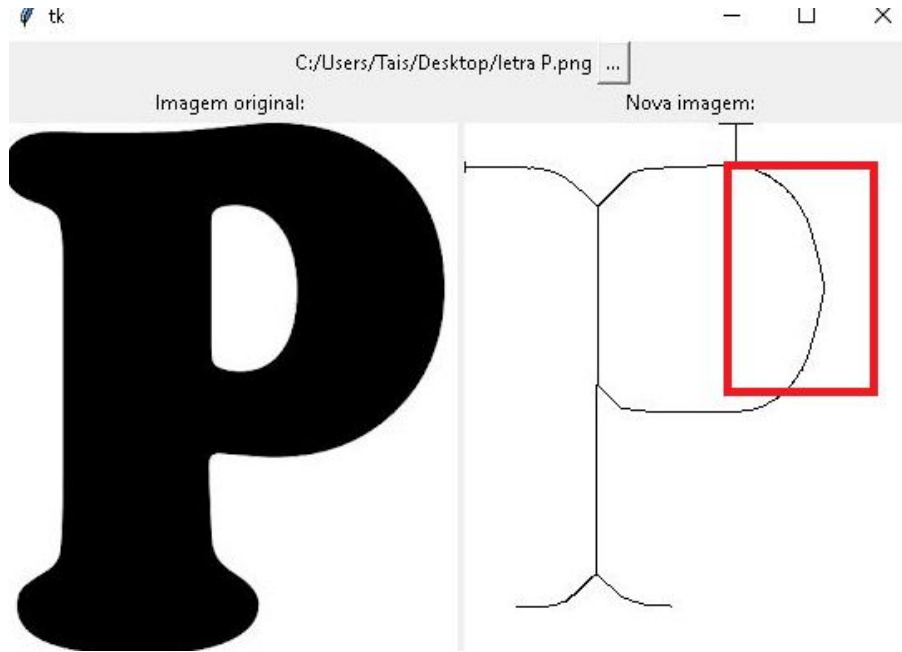 tk
C:/Users/Tais/Desktop/letra P.png ...
Imagem original: Nova imagem:
P